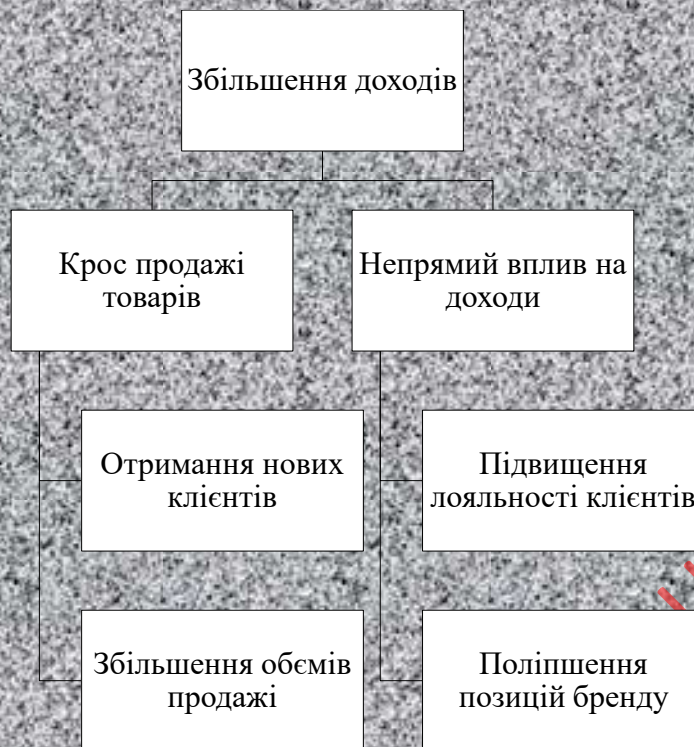 Збільшення доходів
Крос продажі
товарів
Непрямий вплив на
доходи
Отримання нових
клієнтів
Підвищення
лояльності клієнтів
Збільшення обємів
продажі
Поліпшення
позицій бренду